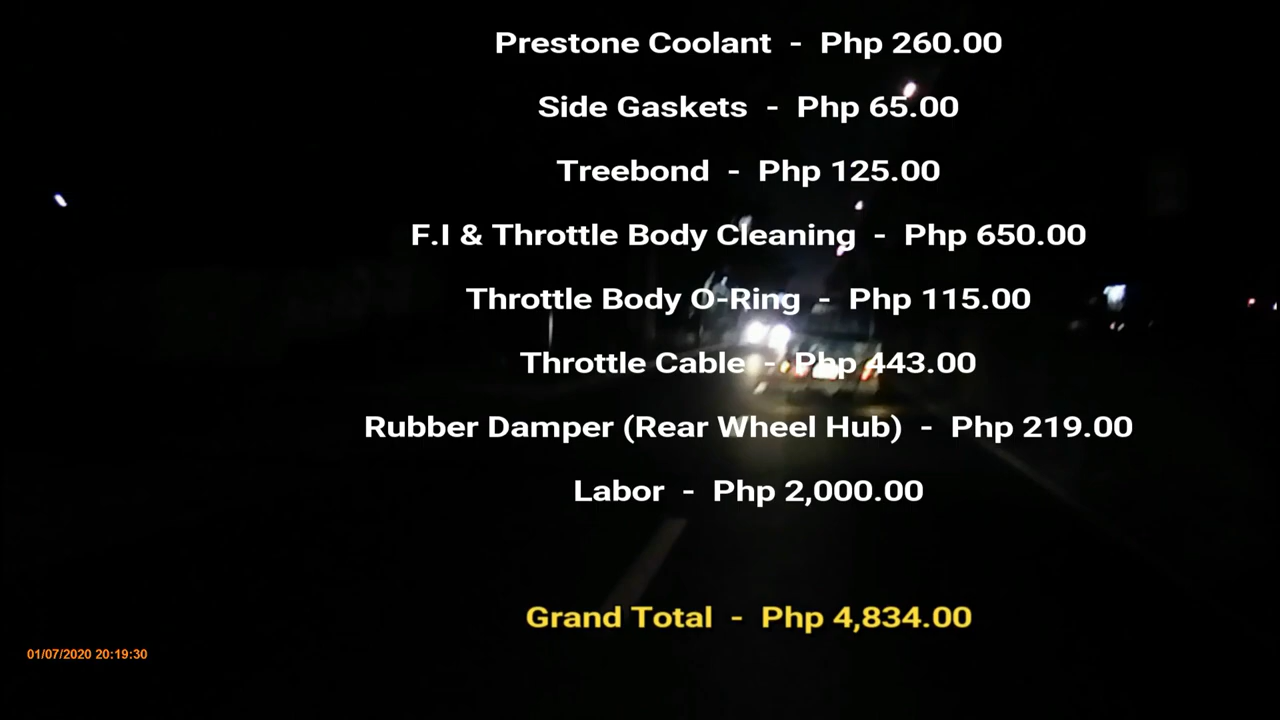 Prestone Coolant - Php 260.00
Side Gaskets - Php 65.00
Treebond - Php 125.00
F.I & Throttle Body Cleaning - Php 650.00
Throttle Body O-Ring - Php 115.00
Throttle Cable - Php 443.00
Rubber Damper (Rear Wheel Hub) - Php 219.00
Labor - Php 2,000.00
Grand Total - Php 4,834.00
01/07/2020 20:19:30